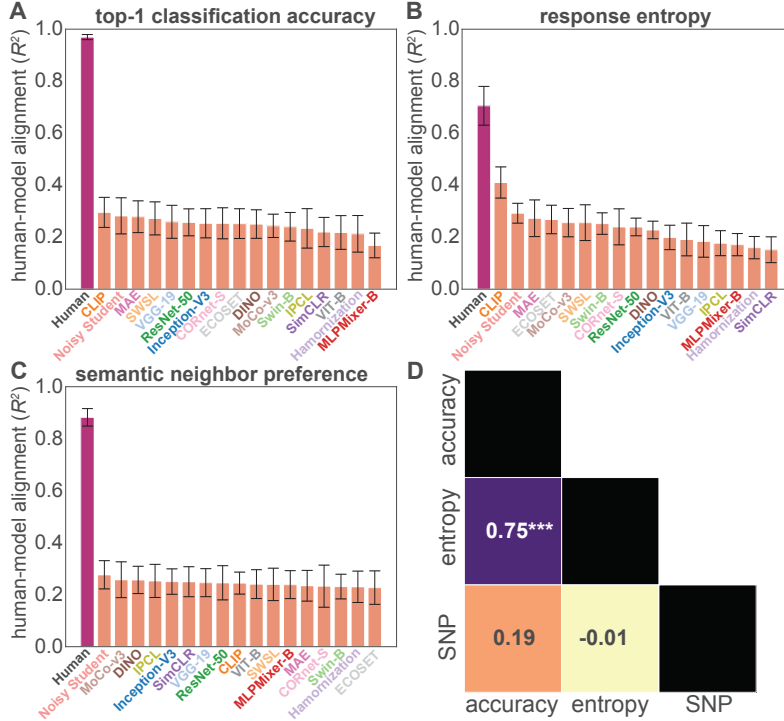 A
top-1 classification accuracy
human-model alignment (R²)
1.0
0.8
0.6
0.4
0.2
0.0
Human
CLIP
Noisy Student
MAE
SWSL
VGG-19
ResNet-50
Inception-V3
CORnet-S
ECOSET
DINO
MoCo-v3
Swin-B
IPCL
SimCLR
VIT-B
Hamornization
MLPMixer-B
B
response entropy
human-model alignment (R²)
1.0
0.8
0.6
0.4
0.2
0.0
Human
CLIP
Noisy Student
MAE
ECOSET
MoCo-v3
SWSL
Swin-B
CORnet-S
ResNet-50
DINO
Inception-V3
VIT-B
VGG-19
IPCL
MLPMixer-B
Hamornization
SimCLR
C
semantic neighbor preference
human-model alignment (R²)
1.0
0.8
0.6
0.4
0.2
0.0
Human
Noisy Student
MoCo-v3
DINO
IPCL
Inception-V3
SimCLR
VGG-19
ResNet-50
CLIP
VIT-B
SWSL
MLPMixer-B
MAE
CORnet-S
Swin-B
Hamornization
ECOSET
D
accuracy
entropy
0.75***
SNP
0.19
-0.01
accuracy
entropy
SNP